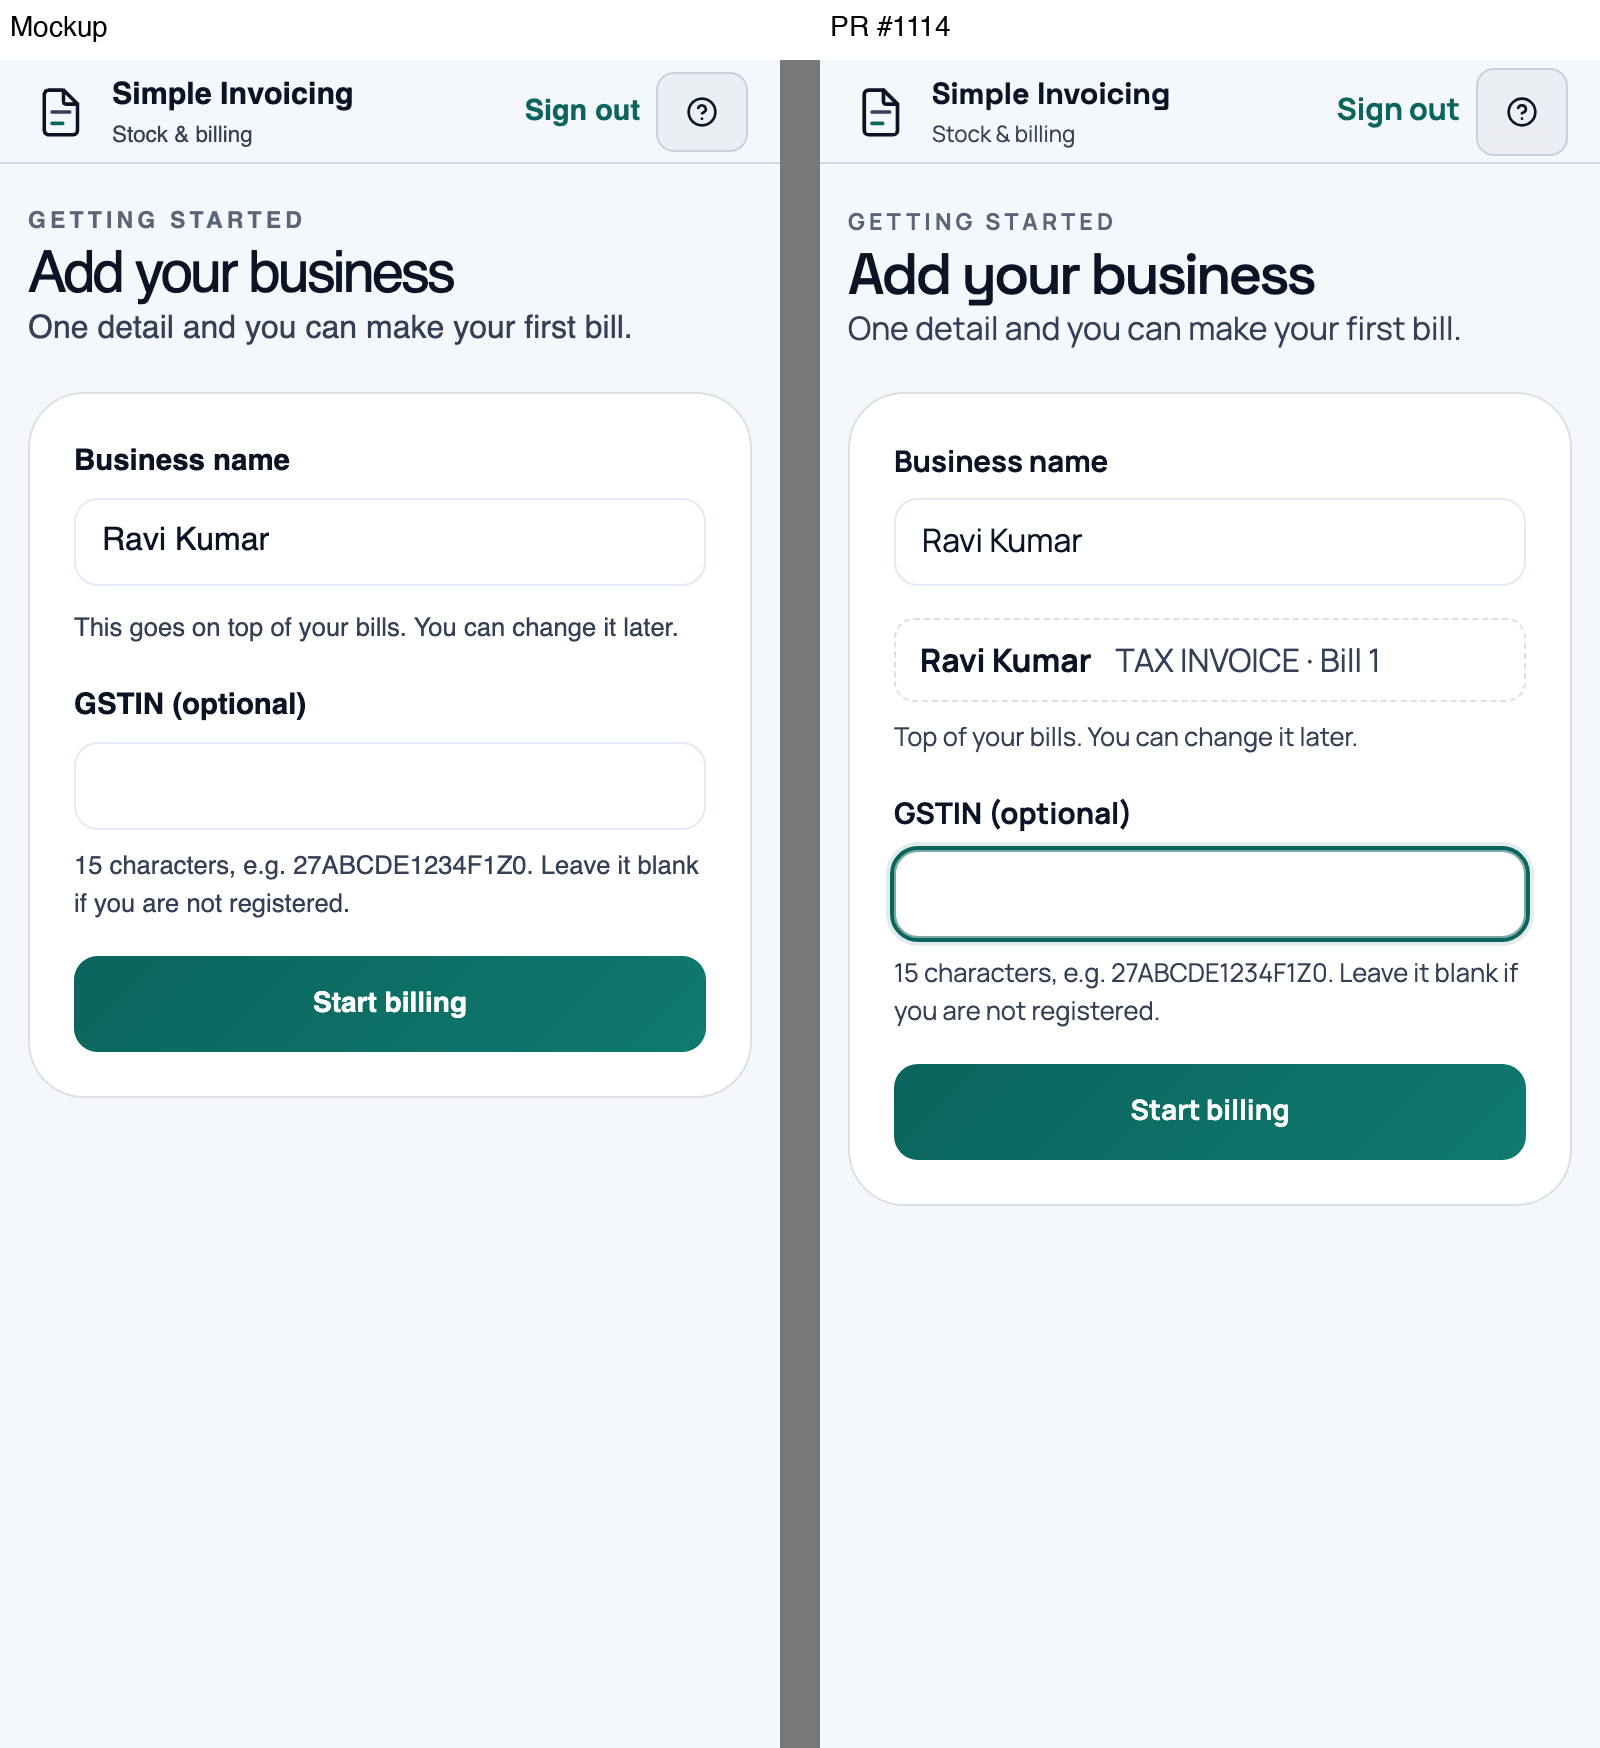 Mockup
Simple Invoicing
Stock & billing
Sign out
GETTING STARTED
Add your business
One detail and you can make your first bill.
Business name
Ravi Kumar
This goes on top of your bills. You can change it later.
GSTIN (optional)
15 characters, e.g. 27ABCDE1234F1Z0. Leave it blank
if you are not registered.
Start billing
PR #1114
Simple Invoicing
Stock & billing
Sign out
GETTING STARTED
Add your business
One detail and you can make your first bill.
Business name
Ravi Kumar
Ravi Kumar TAX INVOICE · Bill 1
Top of your bills. You can change it later.
GSTIN (optional)
15 characters, e.g. 27ABCDE1234F1Z0. Leave it blank if
you are not registered.
Start billing